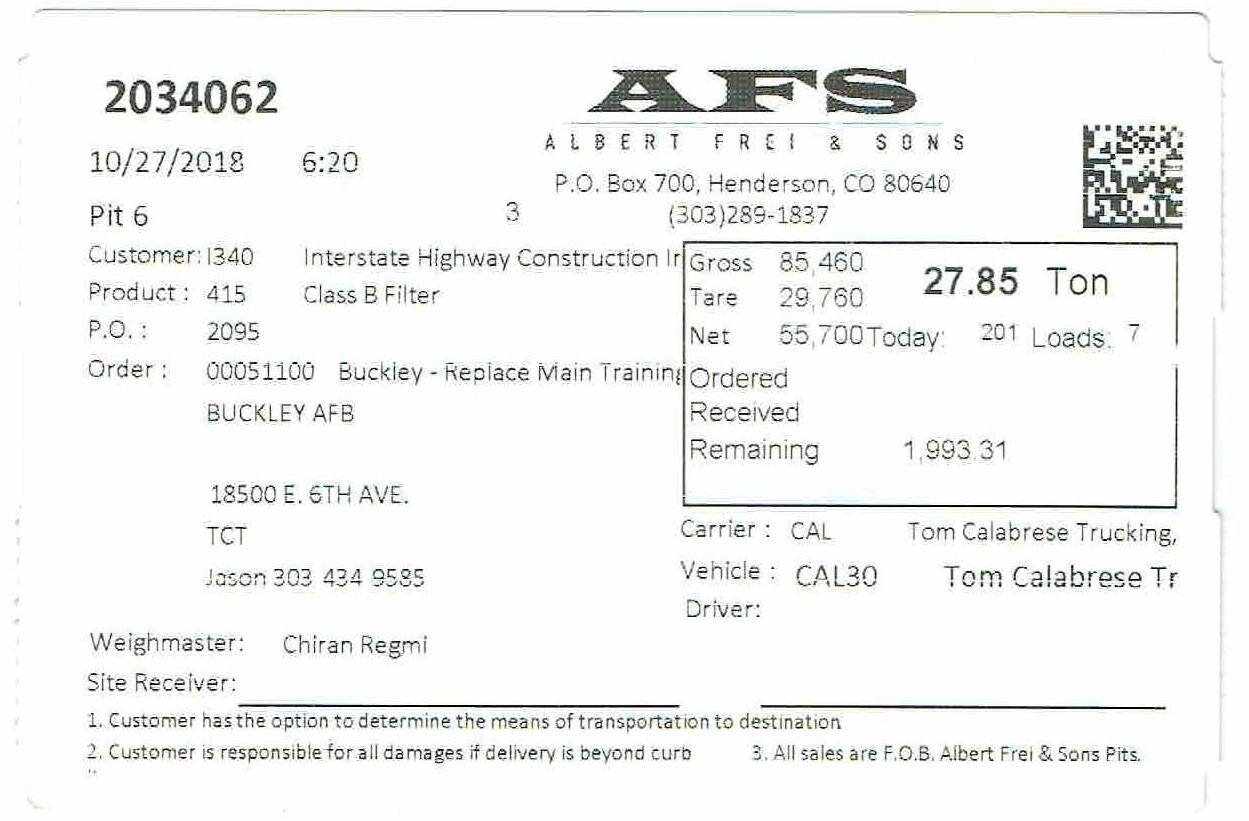 2034062
AFS
ALBERT FREI & SONS
10/27/2018 6:20
P.O. Box 700, Henderson, CO 80640
Pit 6 3 (303)289-1837
Customer: I340 Interstate Highway Construction Ir
Product : 415 Class B Filter
P.O. : 2095
Order : 00051100 Buckley - Replace Main Training
BUCKLEY AFB
18500 E. 6TH AVE.
TCT
Jason 303 434 9585
Gross 85,460 27.85 Ton
Tare 29,760
Net 55,700 Today: 201 Loads: 7
Ordered
Received
Remaining 1,993.31
Carrier : CAL Tom Calabrese Trucking,
Vehicle : CAL30 Tom Calabrese Tr
Driver:
Weighmaster: Chiran Regmi
Site Receiver:
1. Customer has the option to determine the means of transportation to destination
2. Customer is responsible for all damages if delivery is beyond curb 3. All sales are F.O.B. Albert Frei & Sons Pits.